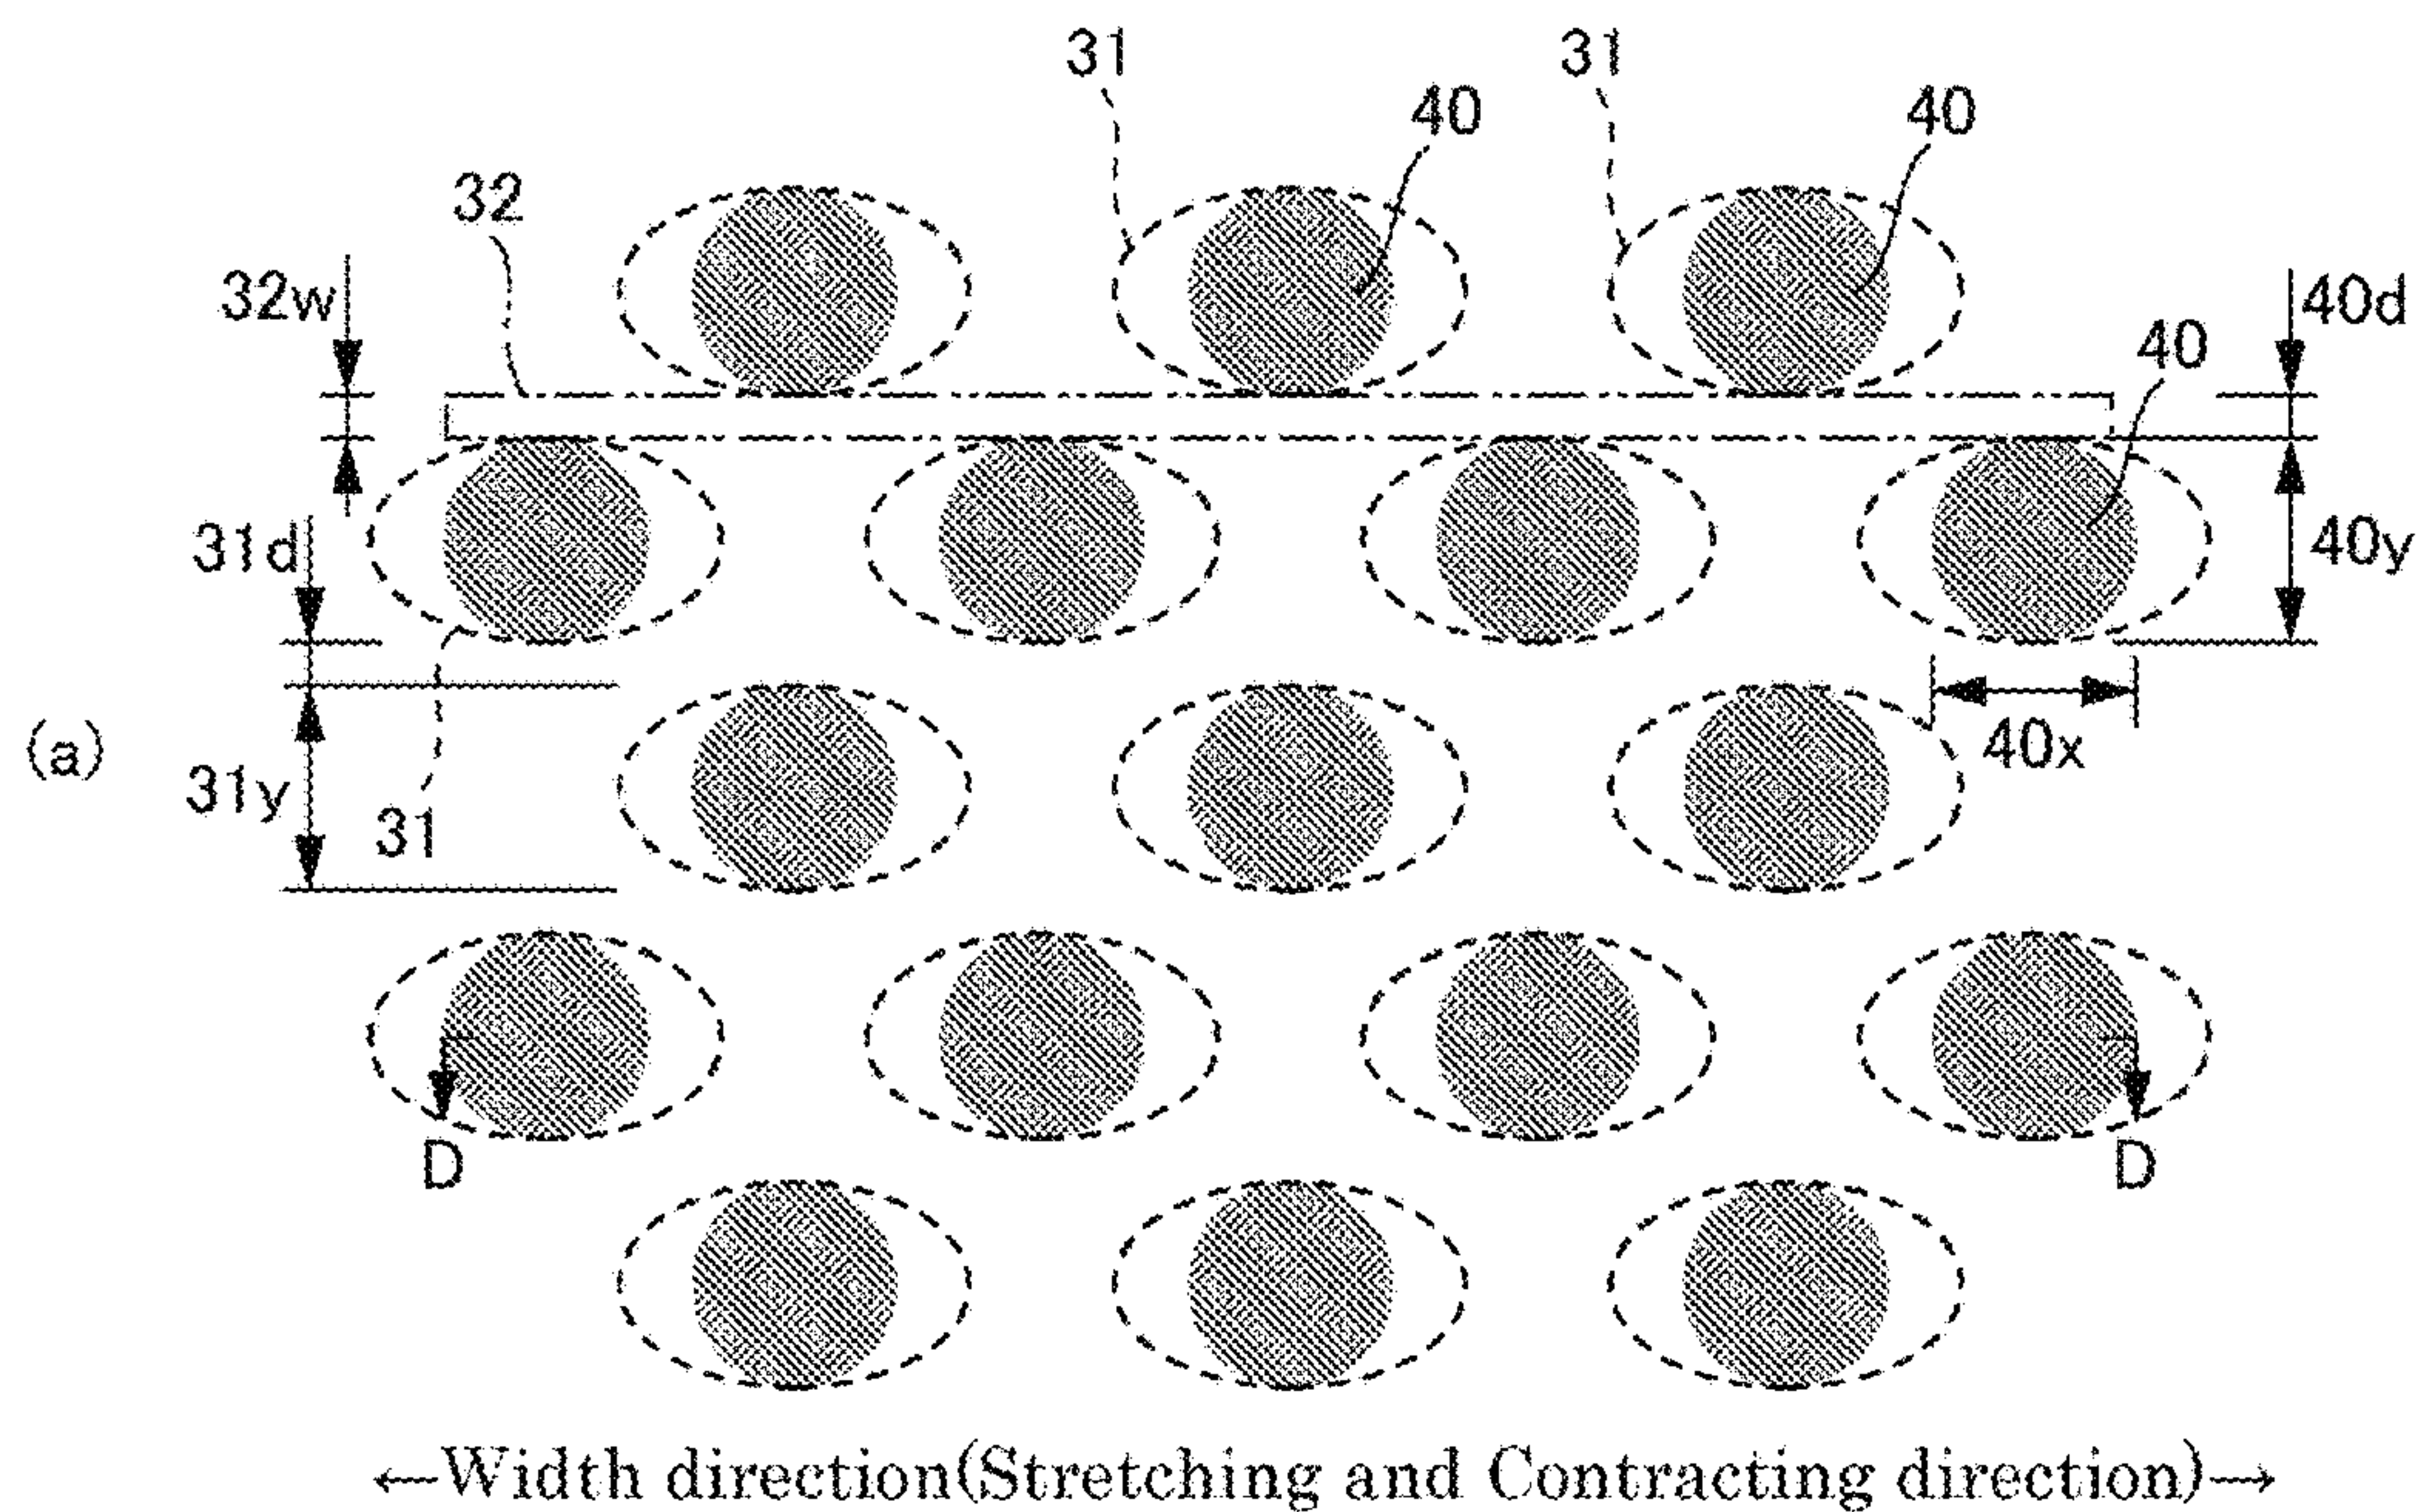 31
31
40
40
32
32w
40d
40
31d
40y
(a)
31y
31
40x
D
D
←Width direction(Stretching and Contracting direction)→